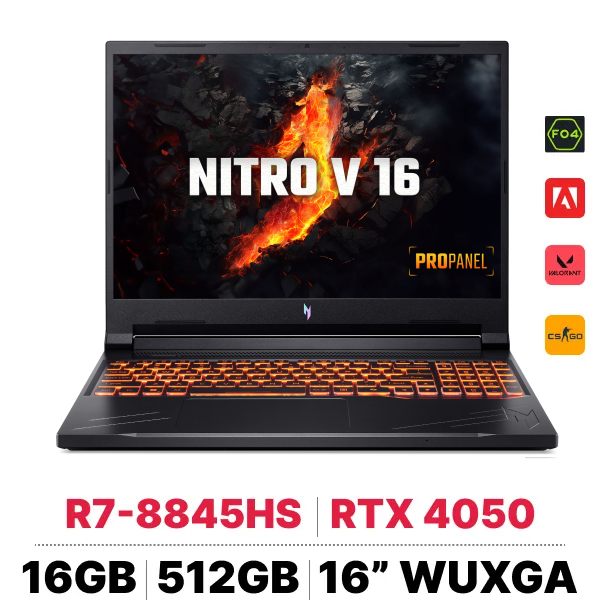 NITRO V 16
PROPANEL
FO4
VALORANT
CS GO
R7-8845HS RTX 4050
16GB 512GB 16” WUXGA